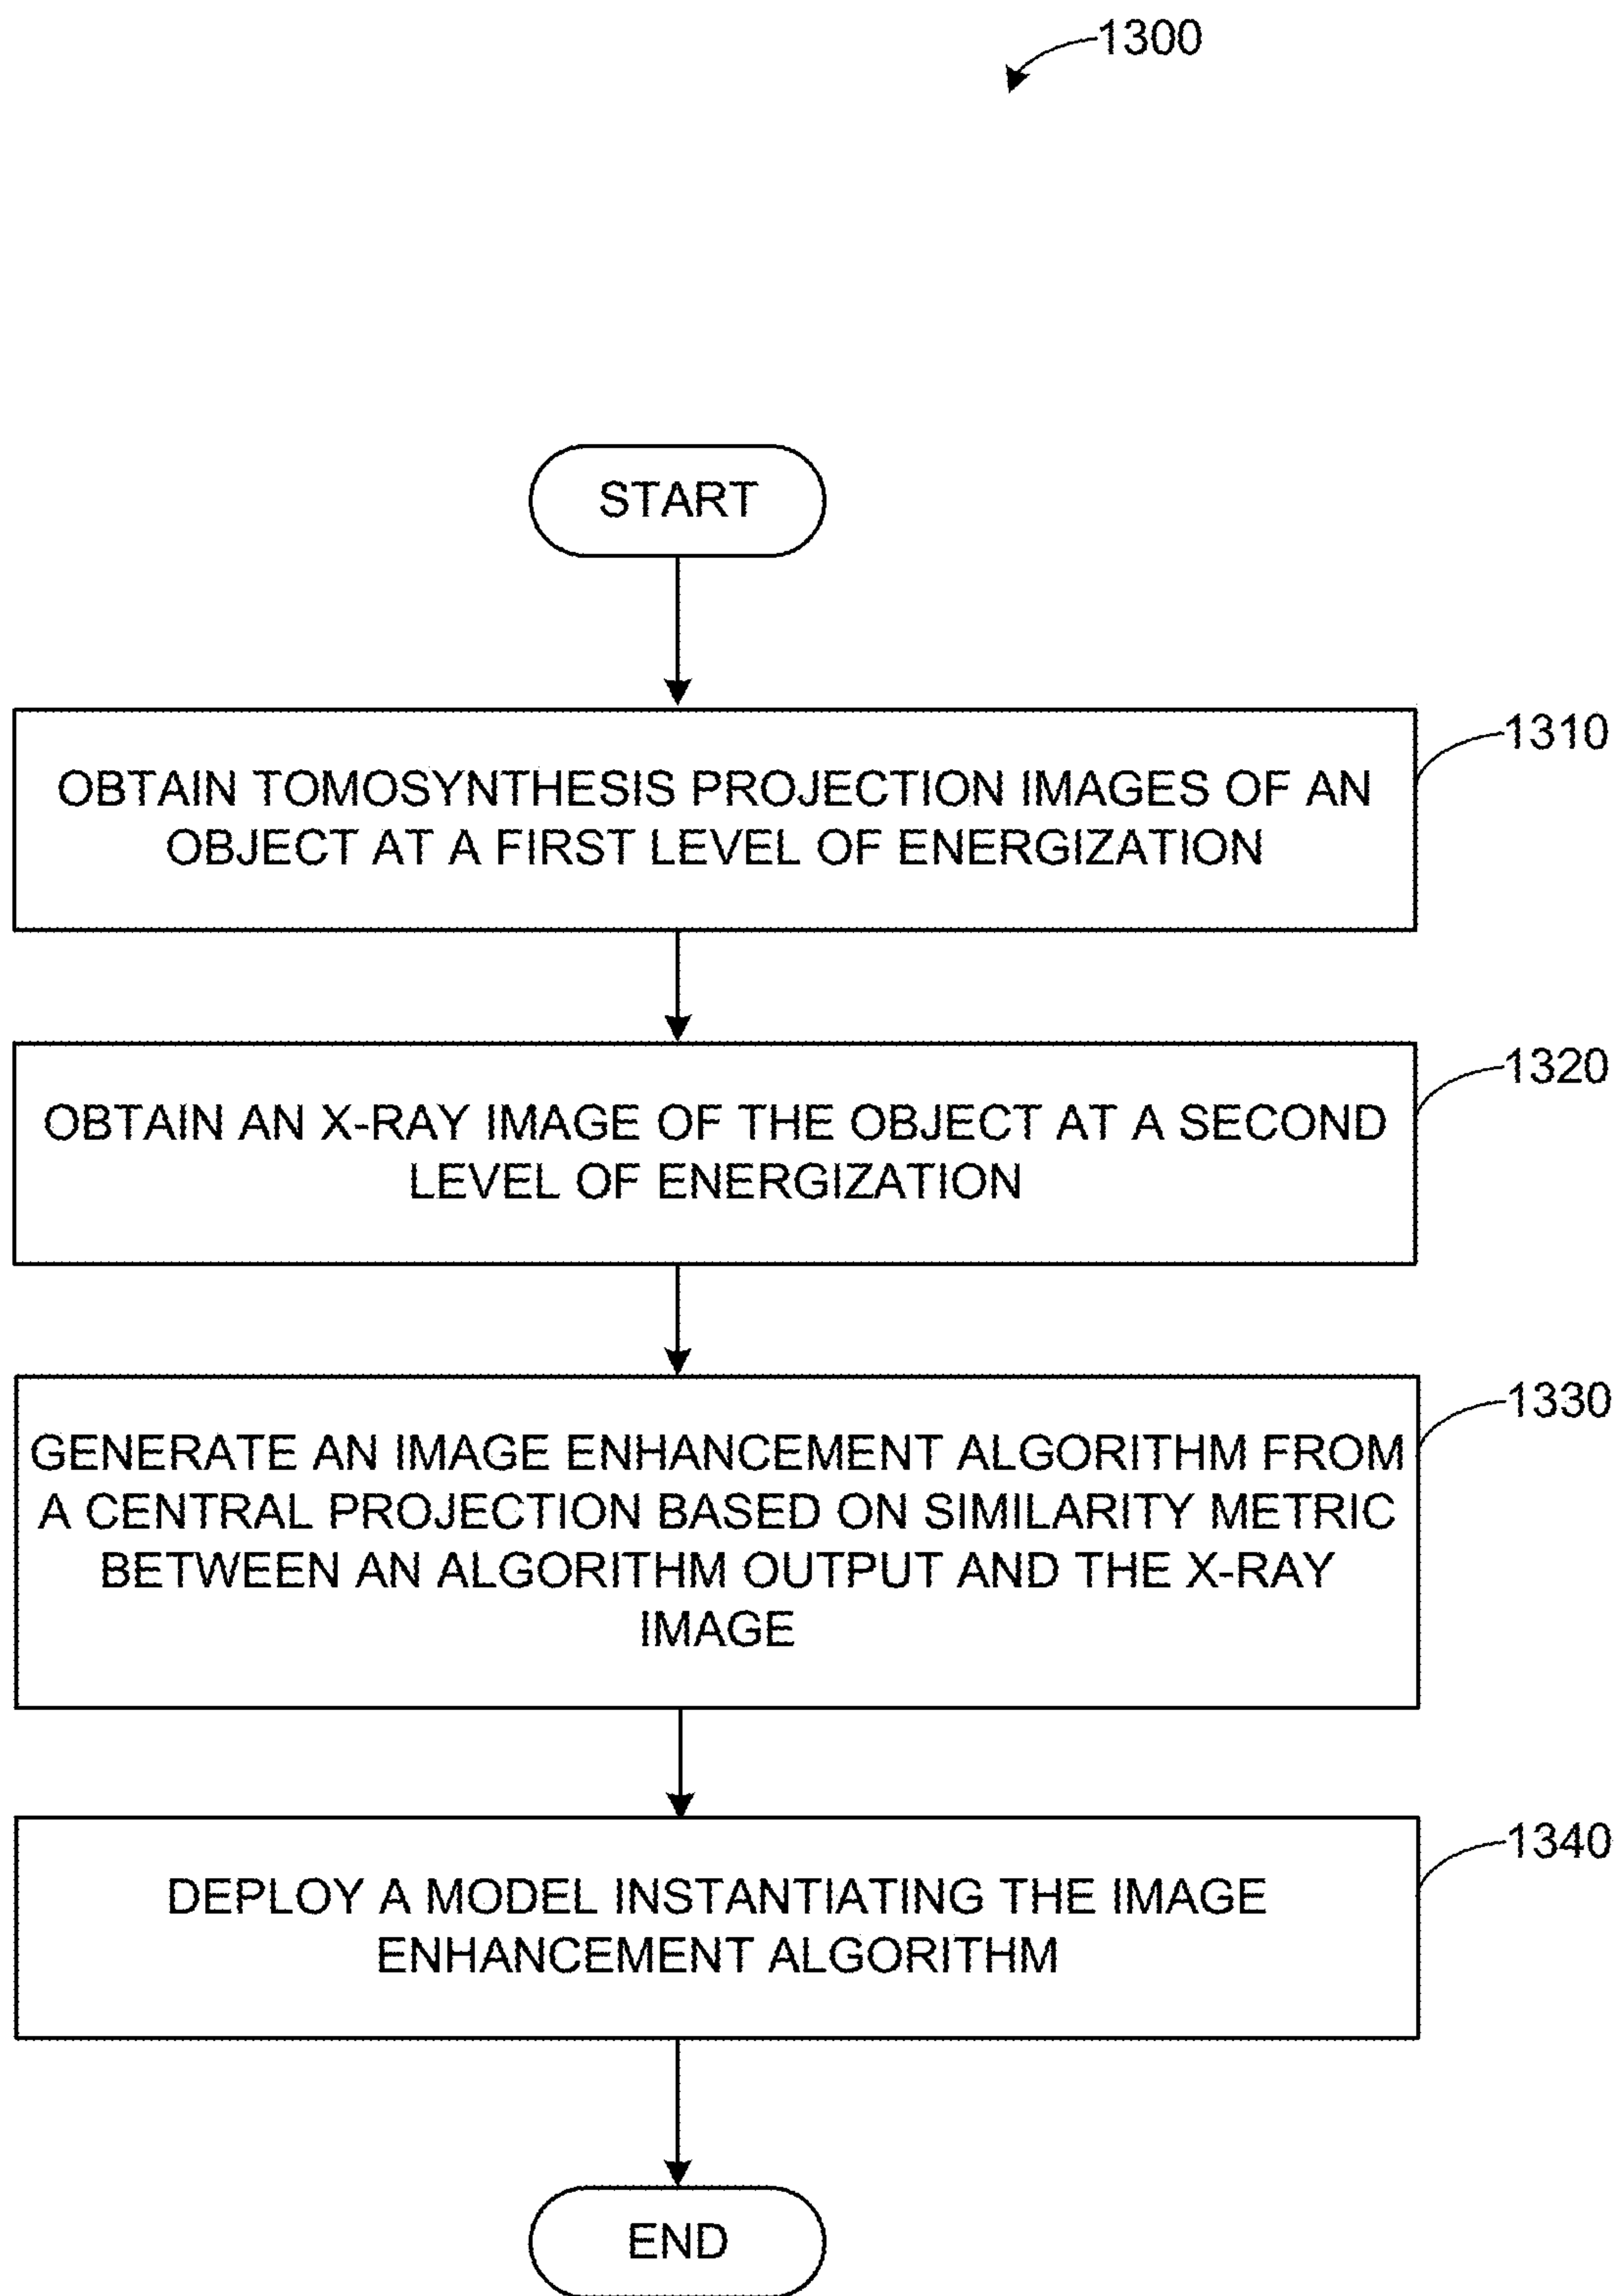 1300
START
1310
OBTAIN TOMOSYNTHESIS PROJECTION IMAGES OF AN
OBJECT AT A FIRST LEVEL OF ENERGIZATION
1320
OBTAIN AN X-RAY IMAGE OF THE OBJECT AT A SECOND
LEVEL OF ENERGIZATION
1330
GENERATE AN IMAGE ENHANCEMENT ALGORITHM FROM
A CENTRAL PROJECTION BASED ON SIMILARITY METRIC
BETWEEN AN ALGORITHM OUTPUT AND THE X-RAY
IMAGE
1340
DEPLOY A MODEL INSTANTIATING THE IMAGE
ENHANCEMENT ALGORITHM
END